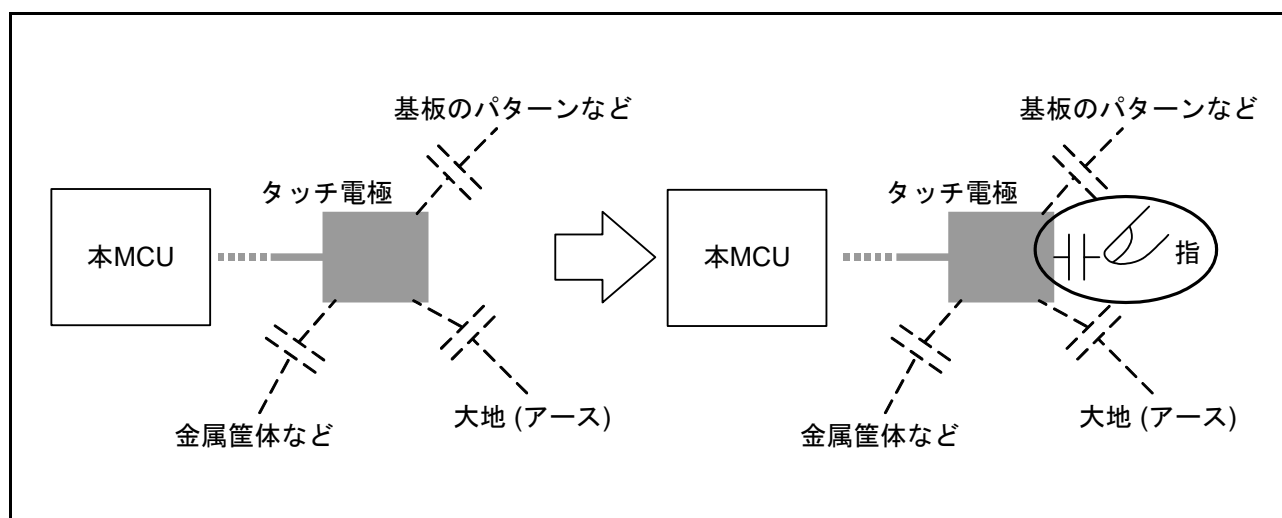 基板のパターンなど
タッチ電極
本MCU
金属筐体など
大地 (アース)
基板のパターンなど
タッチ電極
本MCU
指
金属筐体など
大地 (アース)